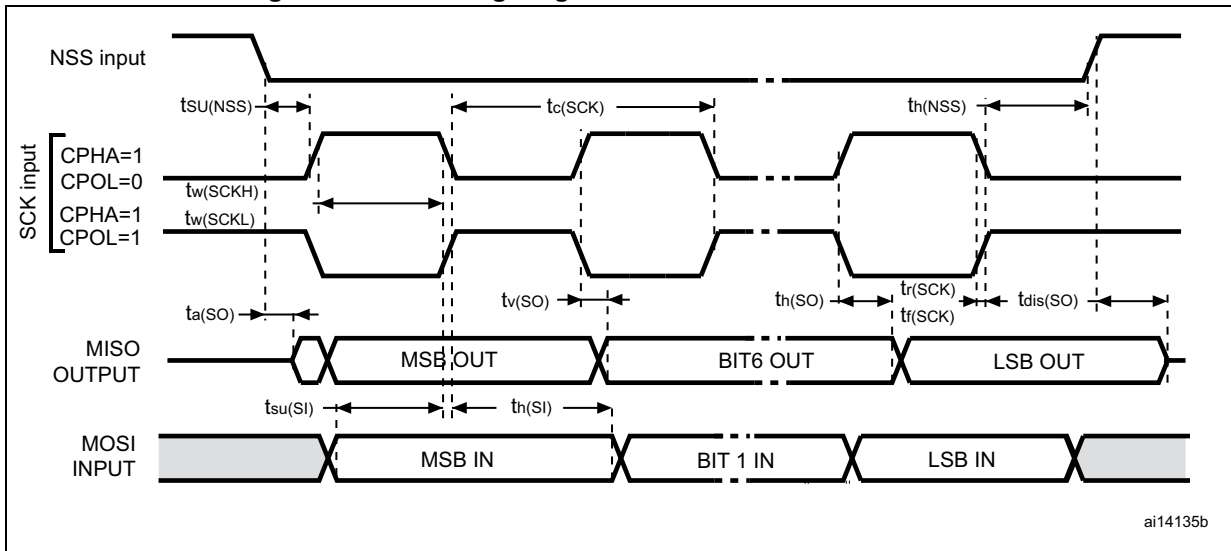 NSS input
tSU(NSS)
tc(SCK)
th(NSS)
SCK input
CPHA=1
CPOL=0
tw(SCKH)
CPHA=1
tw(SCKL)
CPOL=1
tv(SO)
th(SO)
tr(SCK)
tf(SCK)
tdis(SO)
ta(SO)
MISO
OUTPUT
MSB OUT
BIT6 OUT
LSB OUT
tsu(SI)
th(SI)
MOSI
INPUT
MSB IN
BIT 1 IN
LSB IN
ai14135b